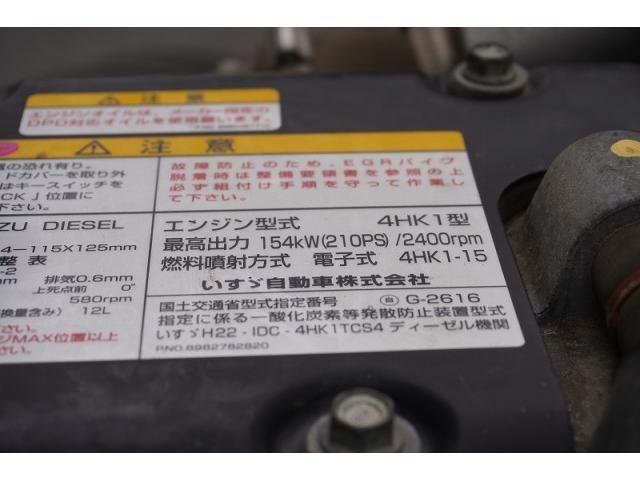 注意
エンジンオイルは、メーカー指定の
DPD対応オイルを使用願います。
注意
の恐れ有り。
ドカバーを取り外
はキースイッチを
CK」位置に
ZU DIESEL
4-115X125mm
整表
-2
排気0.6mm
上死点前 0°
580rpm
換量含み) 12L
MAX位置以上
下さい。
故障防止のため、EGRパイプ
脱着時は整備要領書を参照の上
必ず組付け手順を守って作業し
て下さい。
エンジン型式 4HK1型
最高出力 154kW(210PS)/2400rpm
燃料噴射方式 電子式 4HK1-15
いすゞ自動車株式会社
国土交通省型式指定番号 自 G-2616
指定に係る一酸化炭素等発散防止装置型式
いすゞH22-IDC-4HK1TCS4 ディーゼル機関
P.NO.8982782820